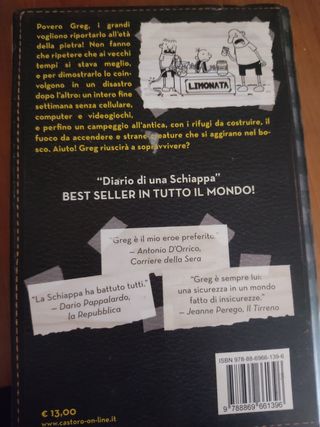 Povero Greg, i grandi
vogliono riportarlo all'età
della pietra! Non fanno
che ripetere che ai vecchi
tempi si stava meglio,
e per dimostrarlo lo coin-
volgono in un disastro
dopo l'altro: un intero fine
settimana senza cellulare,
computer e videogiochi,
e perfino un campeggio all'antica, con i rifugi da costruire, il
fuoco da accendere e strane creature che si aggirano nel bo-
sco. Aiuto! Greg riuscirà a sopravvivere?
LIMONATA
"Diario di una Schiappa"
BEST SELLER IN TUTTO IL MONDO!
"Greg è il mio eroe preferito."
– Antonio D'Orrico,
Corriere della Sera
"La Schiappa ha battuto tutti."
– Dario Pappalardo,
la Repubblica
"Greg è sempre lui:
una sicurezza in un mondo
fatto di insicurezze."
– Jeanne Perego, Il Tirreno
ISBN 978-88-6966-139-6
9788869661396
€ 13,00
castoro-on-line.it